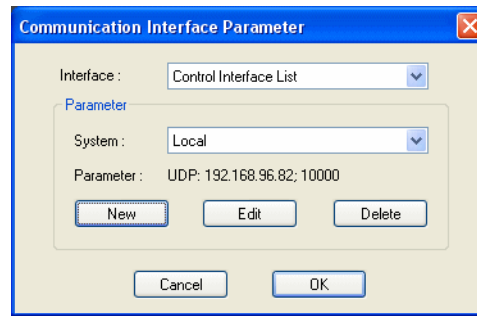 Communication Interface Parameter
Interface : Control Interface List
Parameter
System : Local
Parameter : UDP: 192.168.96.82; 10000
New Edit Delete
Cancel OK